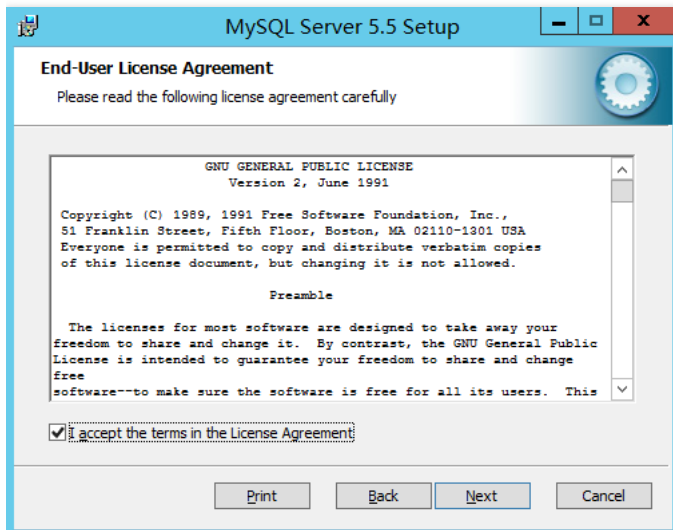 MySQL Server 5.5 Setup
End-User License Agreement
Please read the following license agreement carefully
GNU GENERAL PUBLIC LICENSE
Version 2, June 1991
Copyright (C) 1989, 1991 Free Software Foundation, Inc.,
51 Franklin Street, Fifth Floor, Boston, MA 02110-1301 USA
Everyone is permitted to copy and distribute verbatim copies
of this license document, but changing it is not allowed.
Preamble
The licenses for most software are designed to take away your
freedom to share and change it. By contrast, the GNU General Public
License is intended to guarantee your freedom to share and change
free
software--to make sure the software is free for all its users. This
I accept the terms in the License Agreement
Print Back Next Cancel